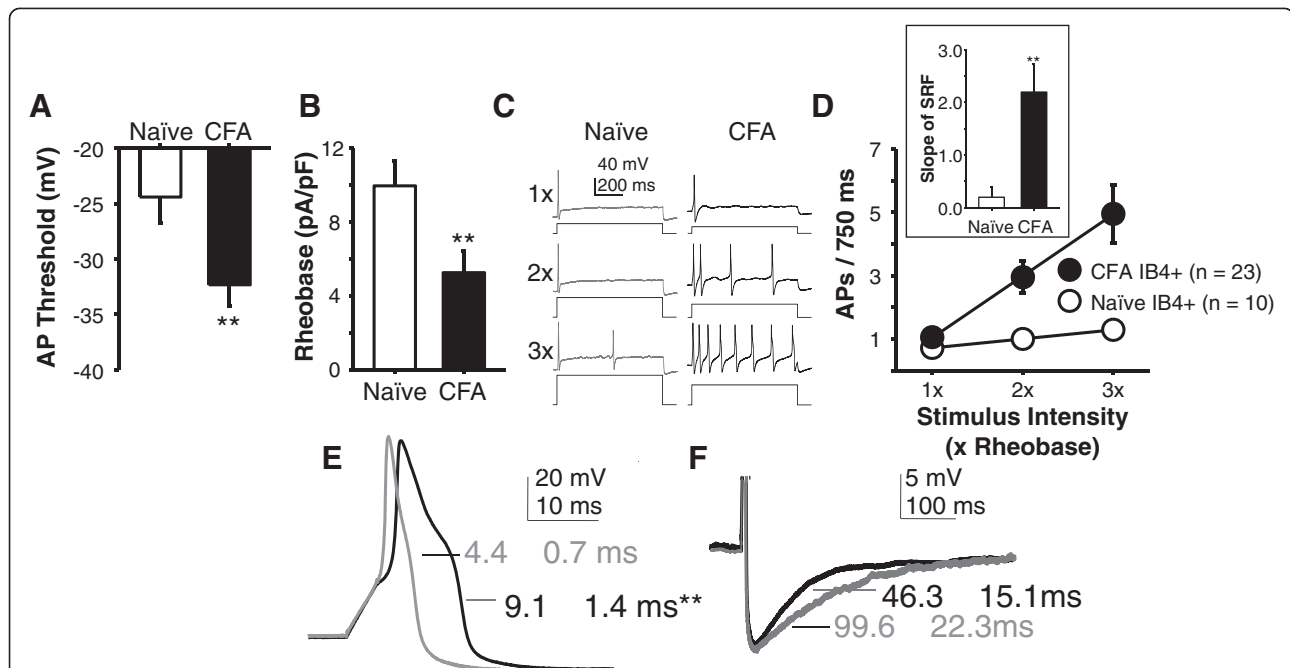 A
Naïve CFA
AP Threshold (mV)
-20
-25
-30
-35
-40
**
B
Rheobase (pA/pF)
12
8
4
0
**
Naïve CFA
C
Naïve CFA
40 mV
200 ms
1x
2x
3x
D
Slope of SRF
3.0
2.0
1.0
0.0
**
Naïve CFA
APs / 750 ms
7
5
3
1
CFA IB4+ (n = 23)
Naïve IB4+ (n = 10)
1x 2x 3x
Stimulus Intensity
(x Rheobase)
E
20 mV
10 ms
4.4 0.7 ms
9.1 1.4 ms**
F
5 mV
100 ms
46.3 15.1ms
99.6 22.3ms